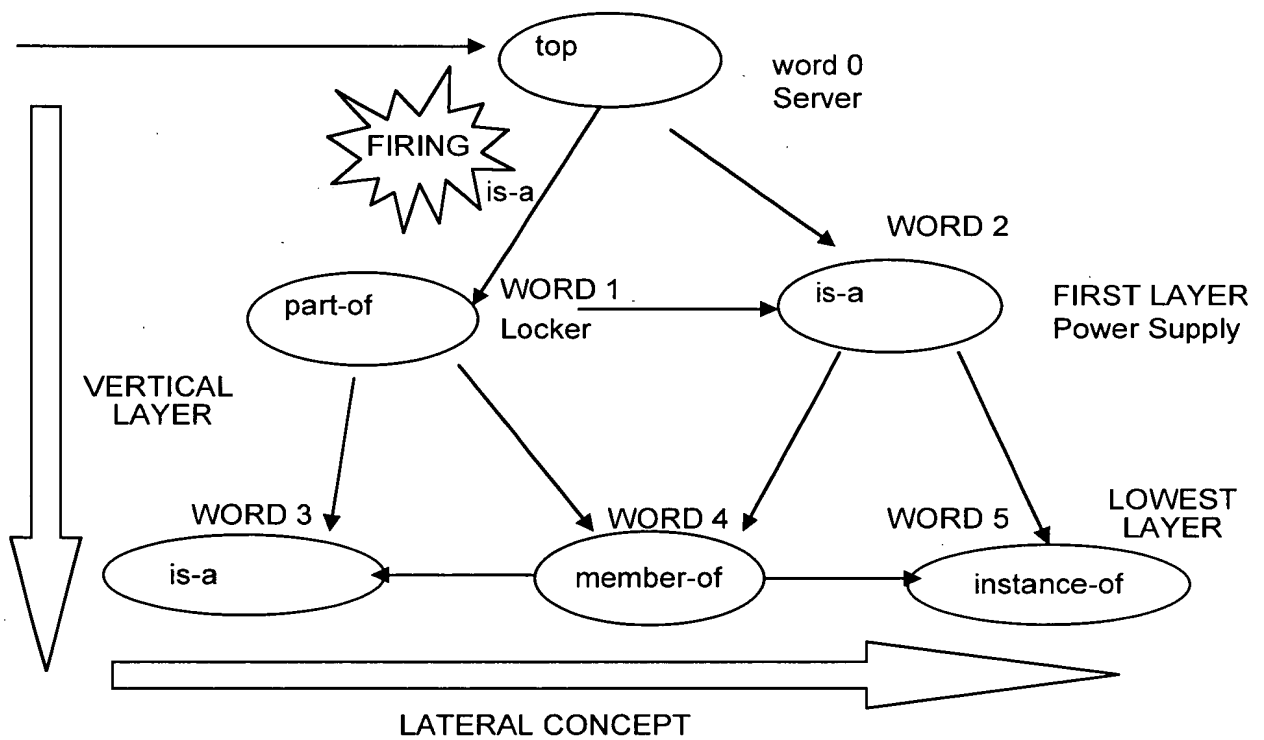 top
word 0
Server
FIRING
is-a
WORD 2
part-of
WORD 1
Locker
is-a
FIRST LAYER
Power Supply
VERTICAL
LAYER
WORD 3
WORD 4
WORD 5
LOWEST
LAYER
is-a
member-of
instance-of
LATERAL CONCEPT